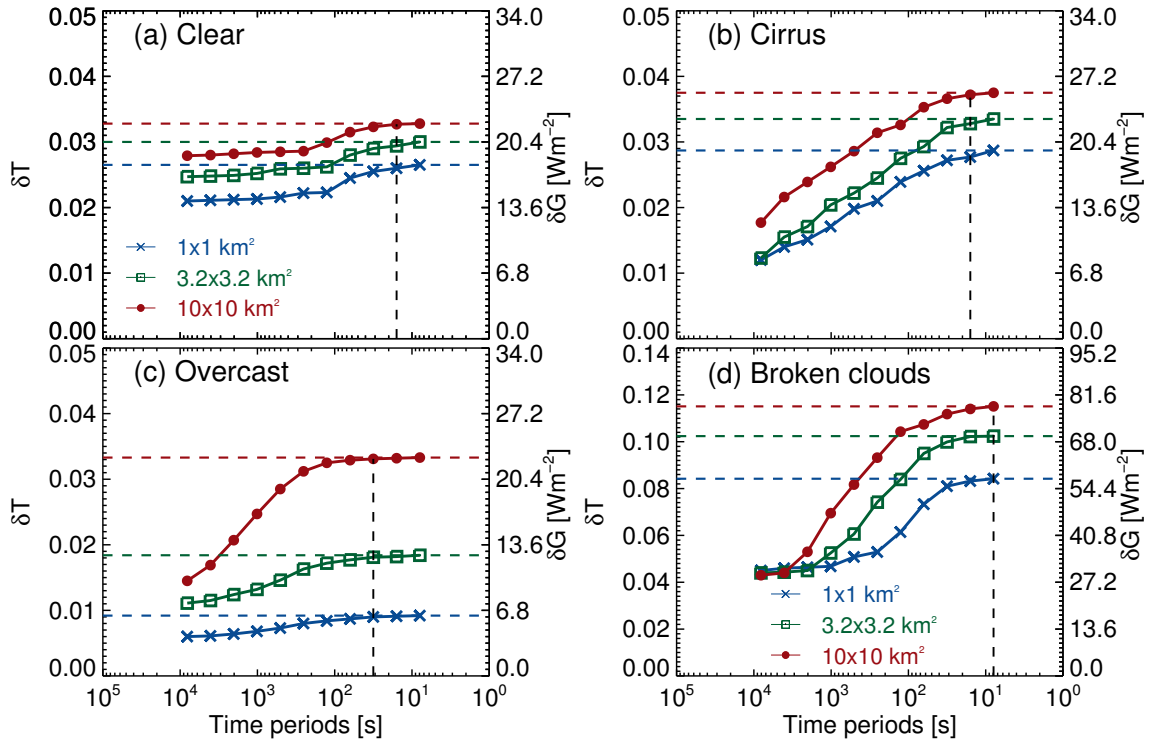 (a) Clear
0.05
0.04
0.03
0.02
0.01
0.00
δT
34.0
27.2
20.4
13.6
6.8
0.0
δG [Wm⁻²]
1x1 km²
3.2x3.2 km²
10x10 km²
(b) Cirrus
0.05
0.04
0.03
0.02
0.01
0.00
δT
34.0
27.2
20.4
13.6
6.8
0.0
δG [Wm⁻²]
(c) Overcast
0.05
0.04
0.03
0.02
0.01
0.00
δT
34.0
27.2
20.4
13.6
6.8
0.0
δG [Wm⁻²]
10⁵ 10⁴ 10³ 10² 10¹ 10⁰
Time periods [s]
(d) Broken clouds
0.14
0.12
0.10
0.08
0.06
0.04
0.02
0.00
δT
95.2
81.6
68.0
54.4
40.8
27.2
13.6
0.0
δG [Wm⁻²]
1x1 km²
3.2x3.2 km²
10x10 km²
10⁵ 10⁴ 10³ 10² 10¹ 10⁰
Time periods [s]